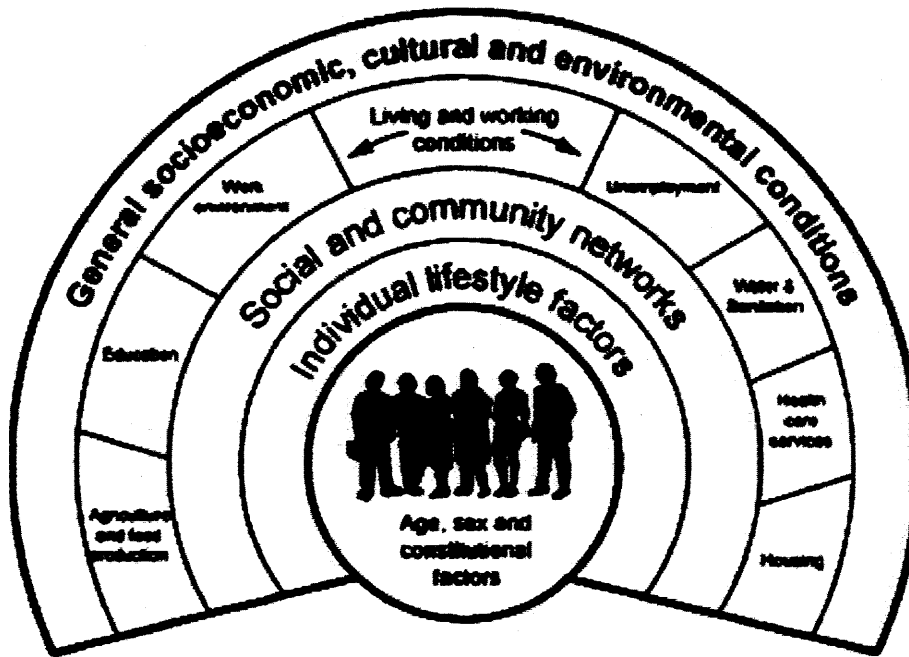 General socioeconomic, cultural and environmental conditions
Living and working
conditions
Work
environment
Unemployment
Education
Water &
Sanitation
Health
care
services
Agriculture
and food
production
Housing
Social and community networks
Individual lifestyle factors
Age, sex and
constitutional
factors